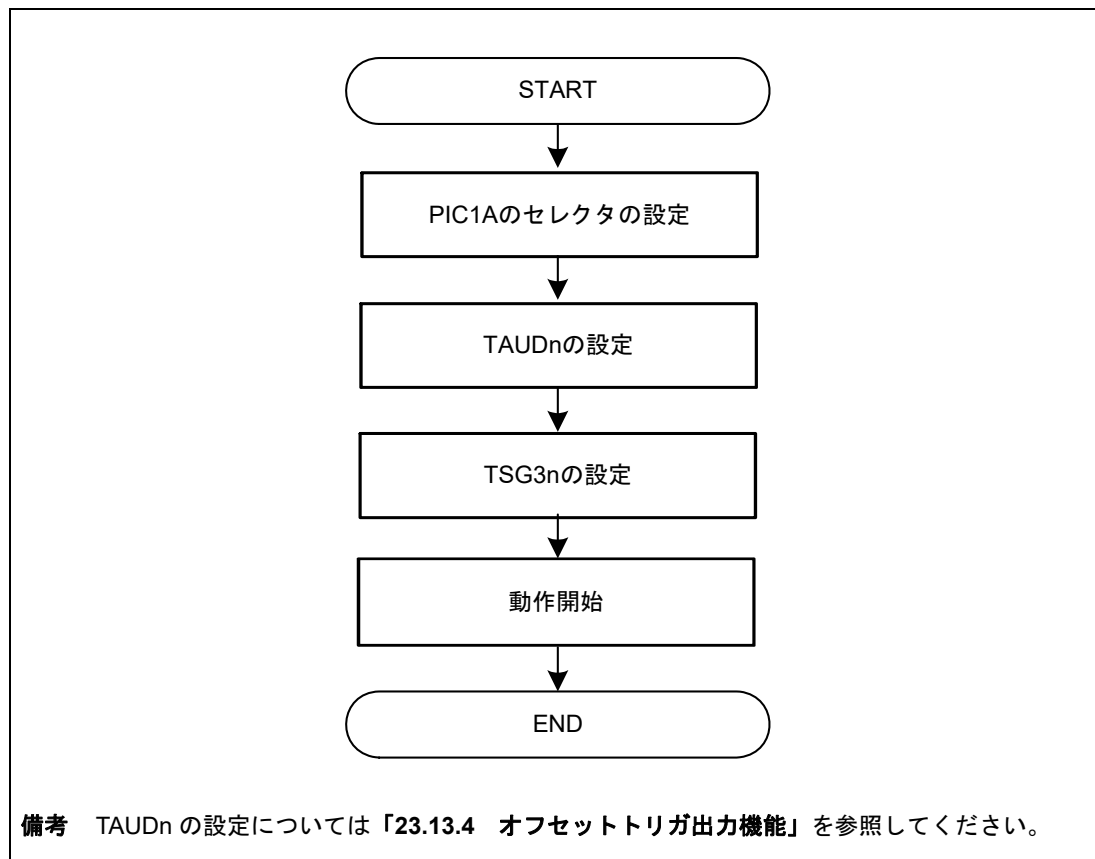 START
PIC1Aのセレクタの設定
TAUDnの設定
TSG3nの設定
動作開始
END
備考 TAUDn の設定については「23.13.4 オフセットトリガ出力機能」を参照してください。